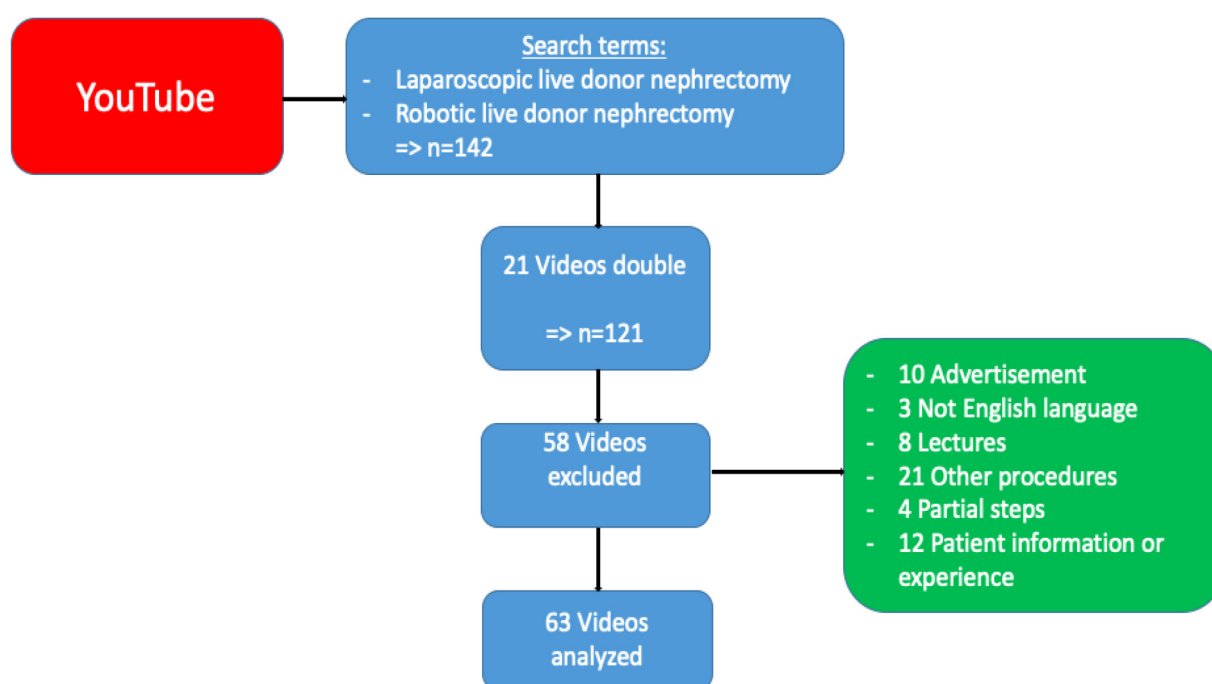 YouTube
Search terms:
- Laparoscopic live donor nephrectomy
- Robotic live donor nephrectomy
=> n=142
21 Videos double
=> n=121
58 Videos
excluded
- 10 Advertisement
- 3 Not English language
- 8 Lectures
- 21 Other procedures
- 4 Partial steps
- 12 Patient information or
experience
63 Videos
analyzed